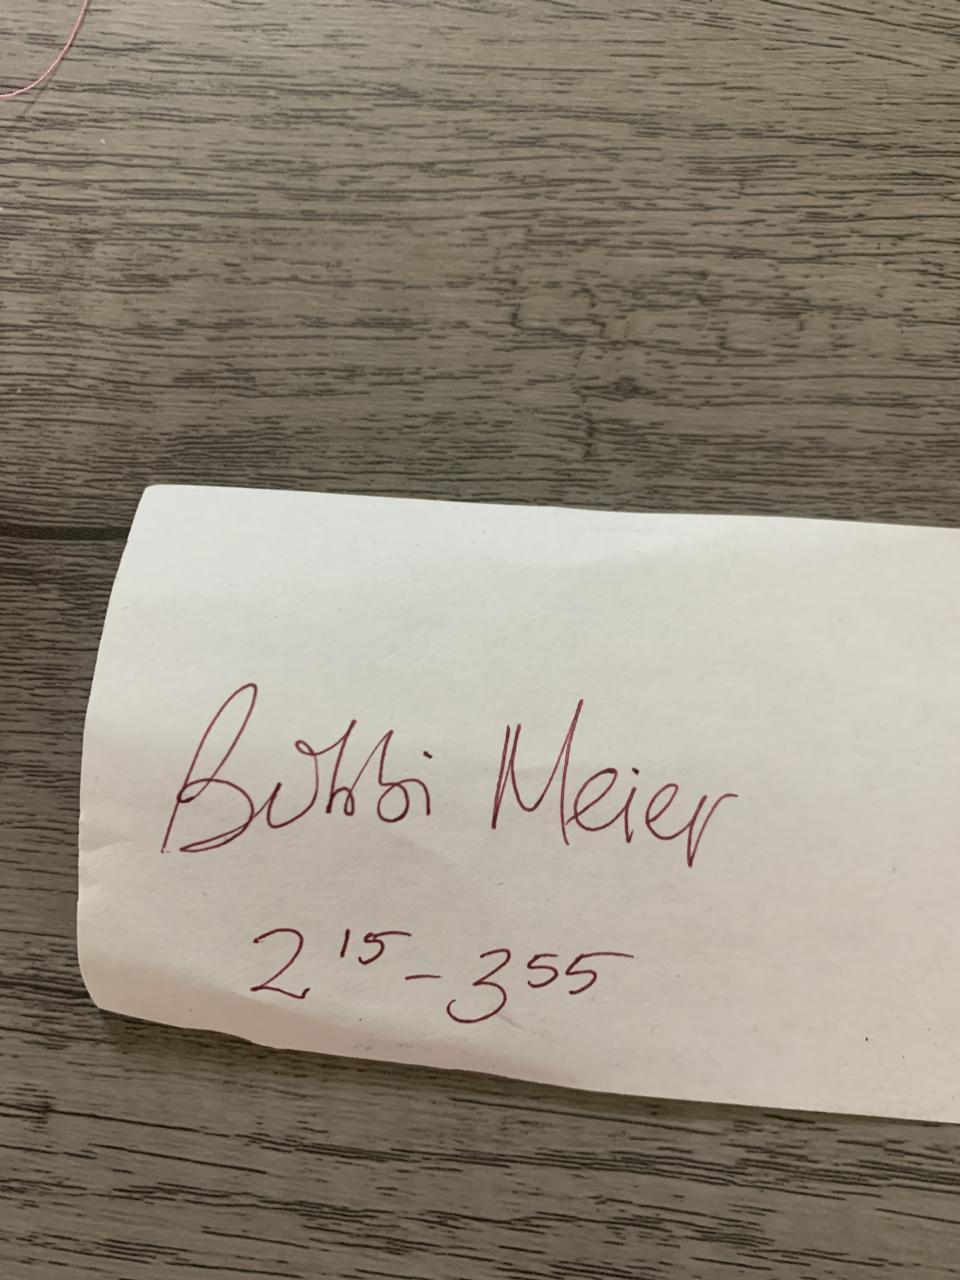 Bobbi Meier
2¹⁵ - 3⁵⁵